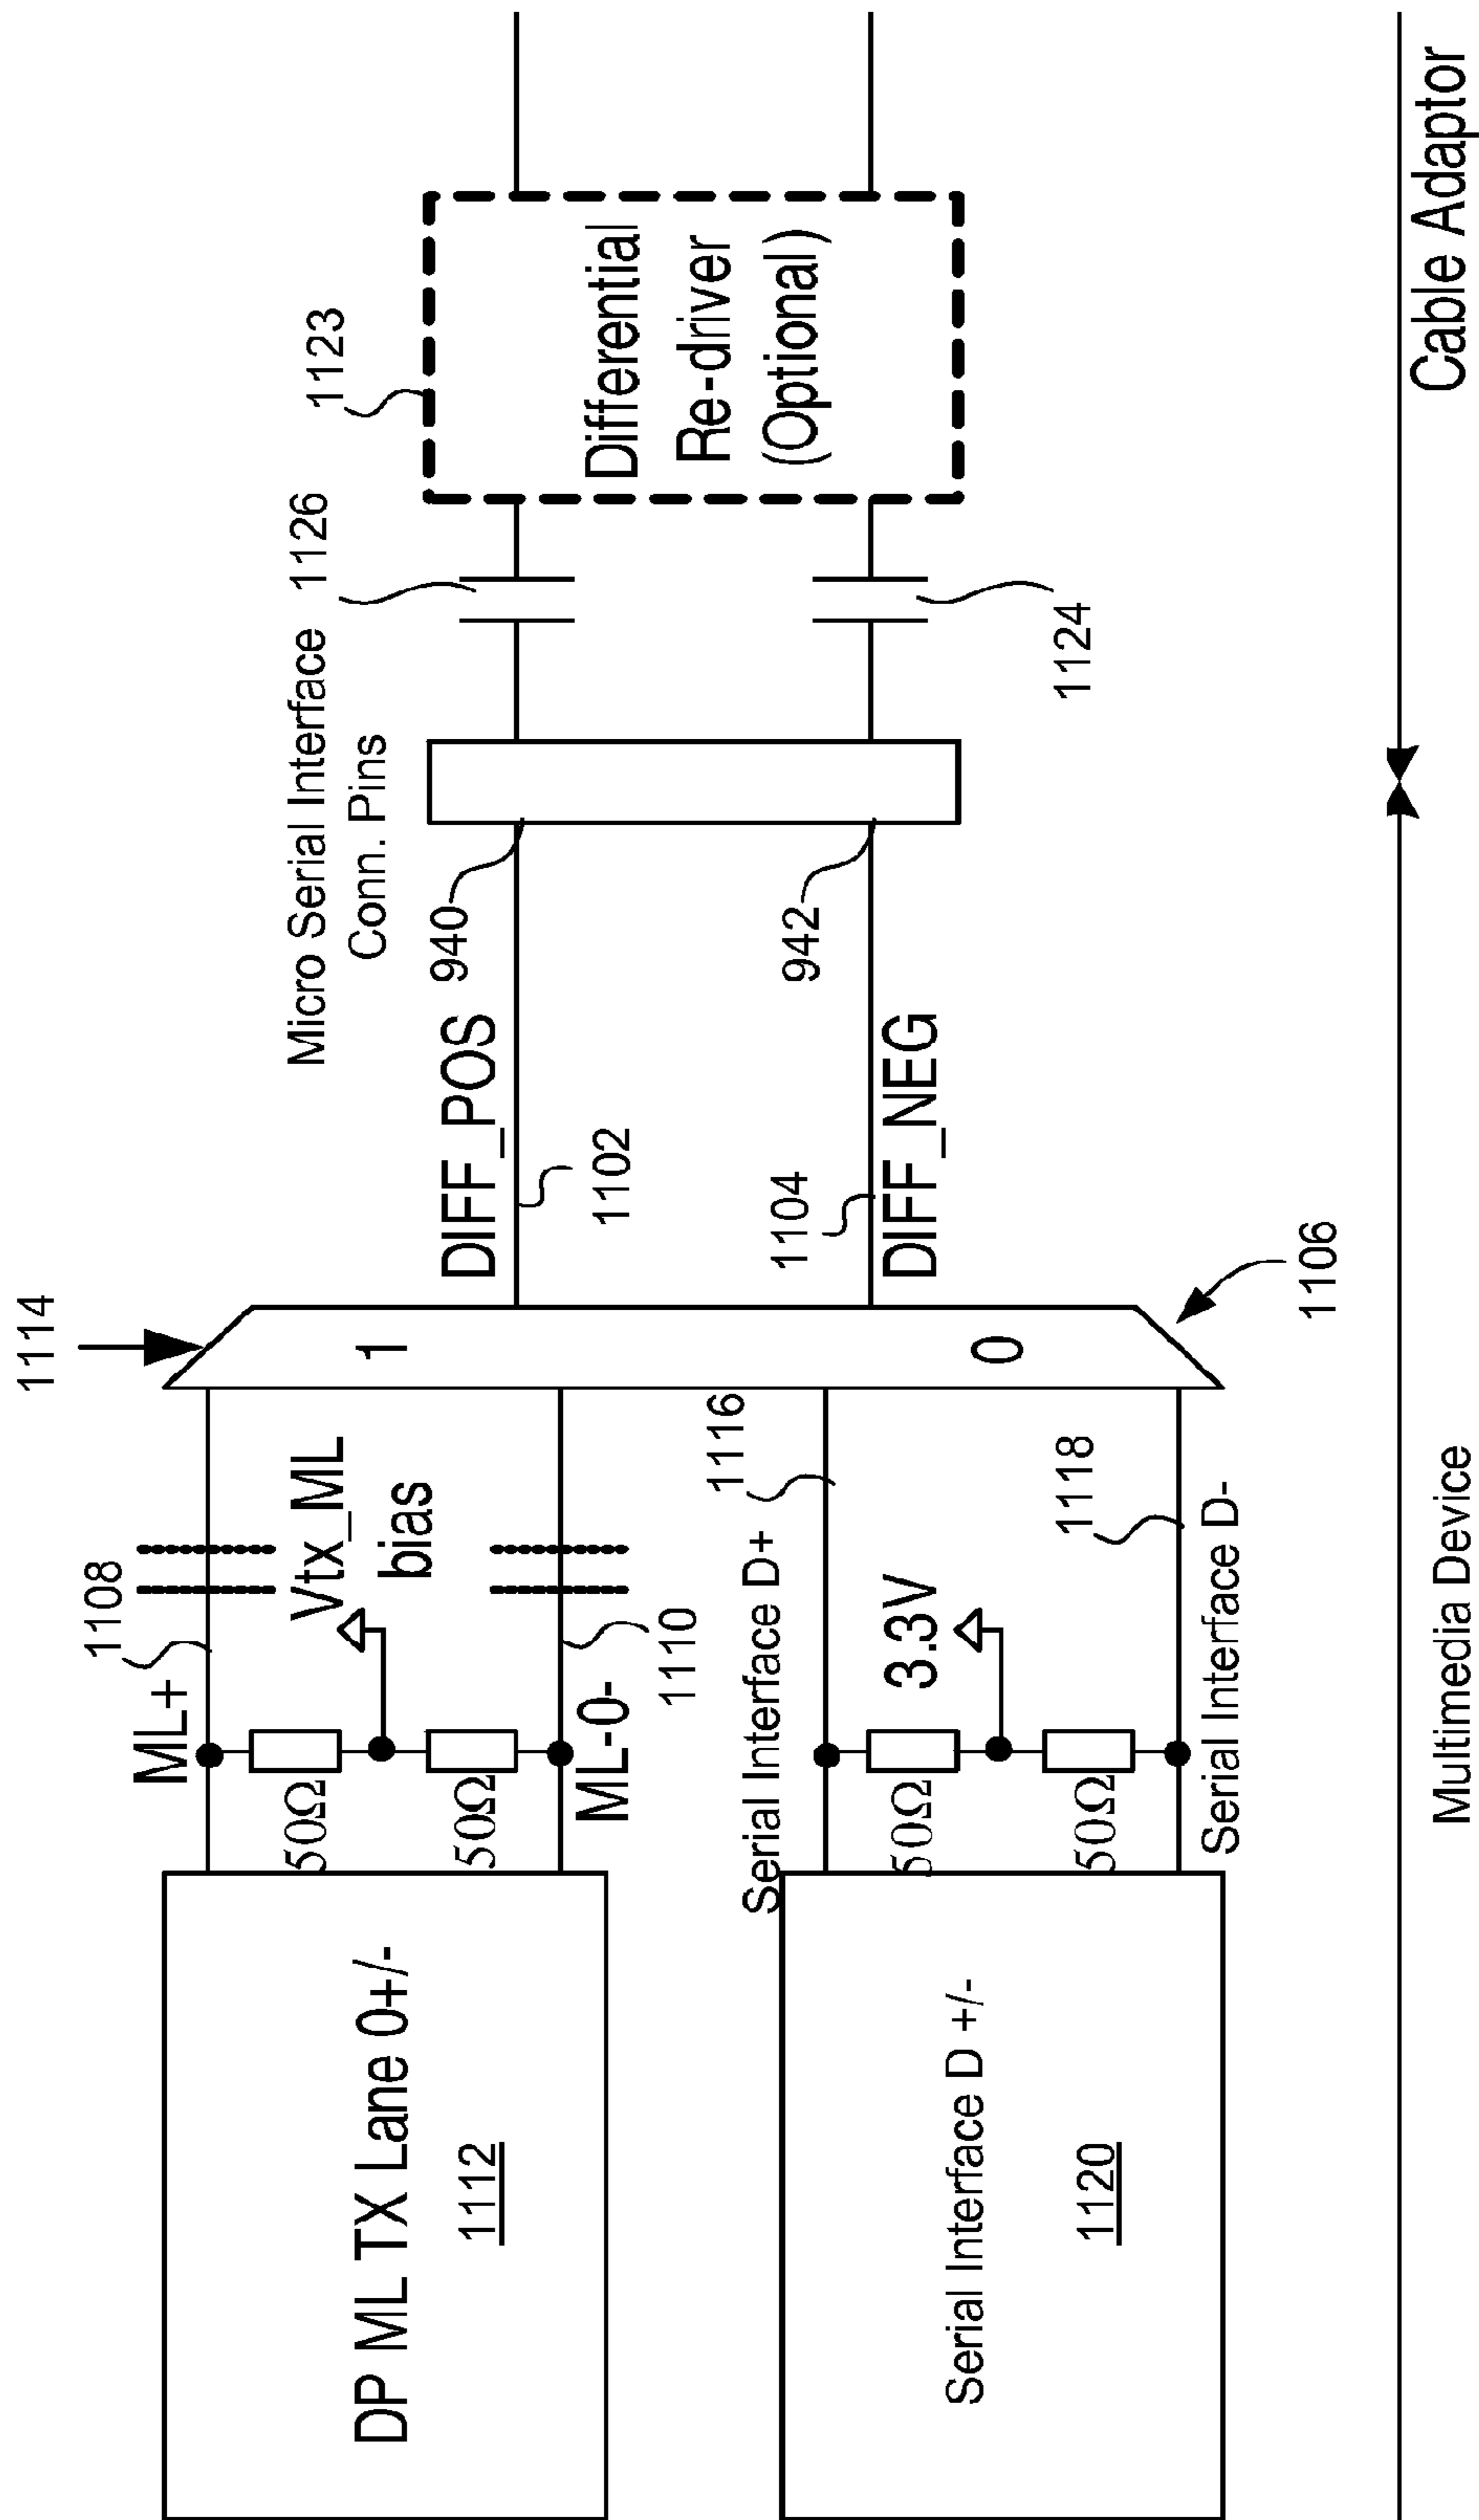 DP ML TX Lane 0+/-
1112
Serial Interface D +/-
1120
ML+
1108
50Ω
50Ω
Vtx_ML
bias
ML-0-
1110
Serial Interface D+
1116
50Ω
50Ω
3.3V
1118
Serial Interface D-
1114
1
0
1106
DIFF_POS
1102
1104
DIFF_NEG
Micro Serial Interface
Conn. Pins
940
942
1126
1124
1123
Differential
Re-driver
(Optional)
Multimedia Device
Cable Adaptor